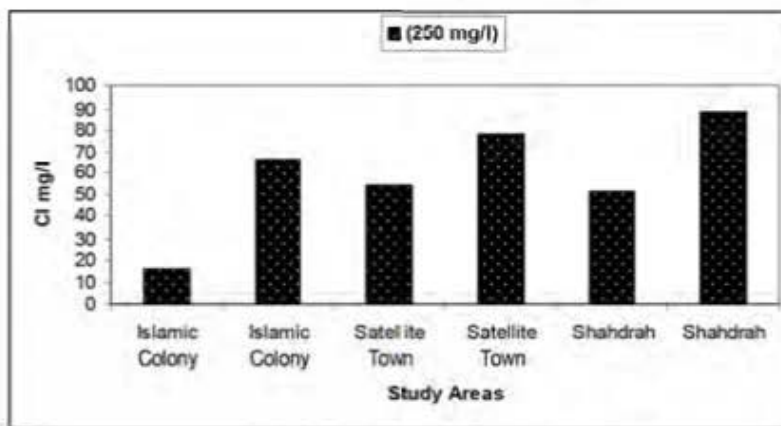 (250 mg/l)
100
90
80
70
60
50
40
30
20
10
0
Cl mg/l
Islamic Colony
Islamic Colony
Satellite Town
Satellite Town
Shahdrah
Shahdrah
Study Areas